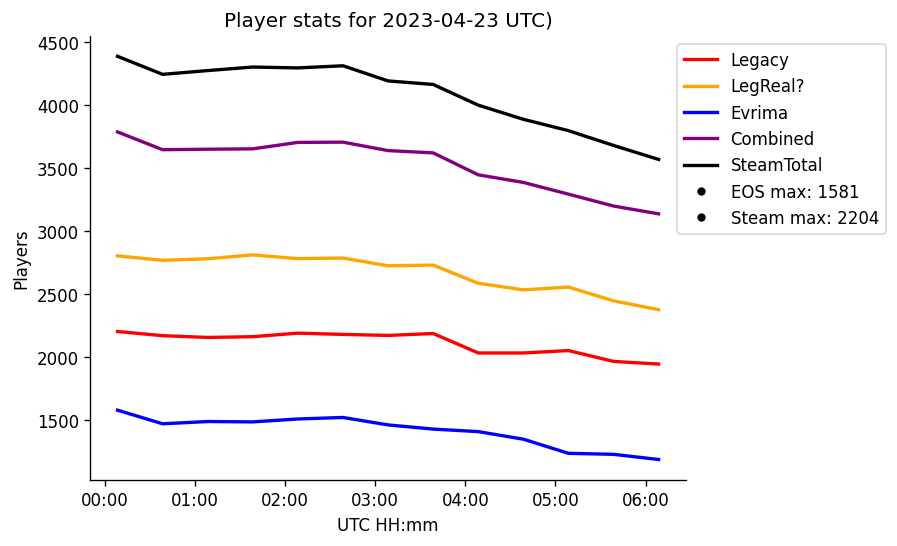 Player stats for 2023-04-23 UTC)
4500
4000
3500
3000
2500
2000
1500
Players
00:00 01:00 02:00 03:00 04:00 05:00 06:00
UTC HH:mm
Legacy
LegReal?
Evrima
Combined
SteamTotal
EOS max: 1581
Steam max: 2204